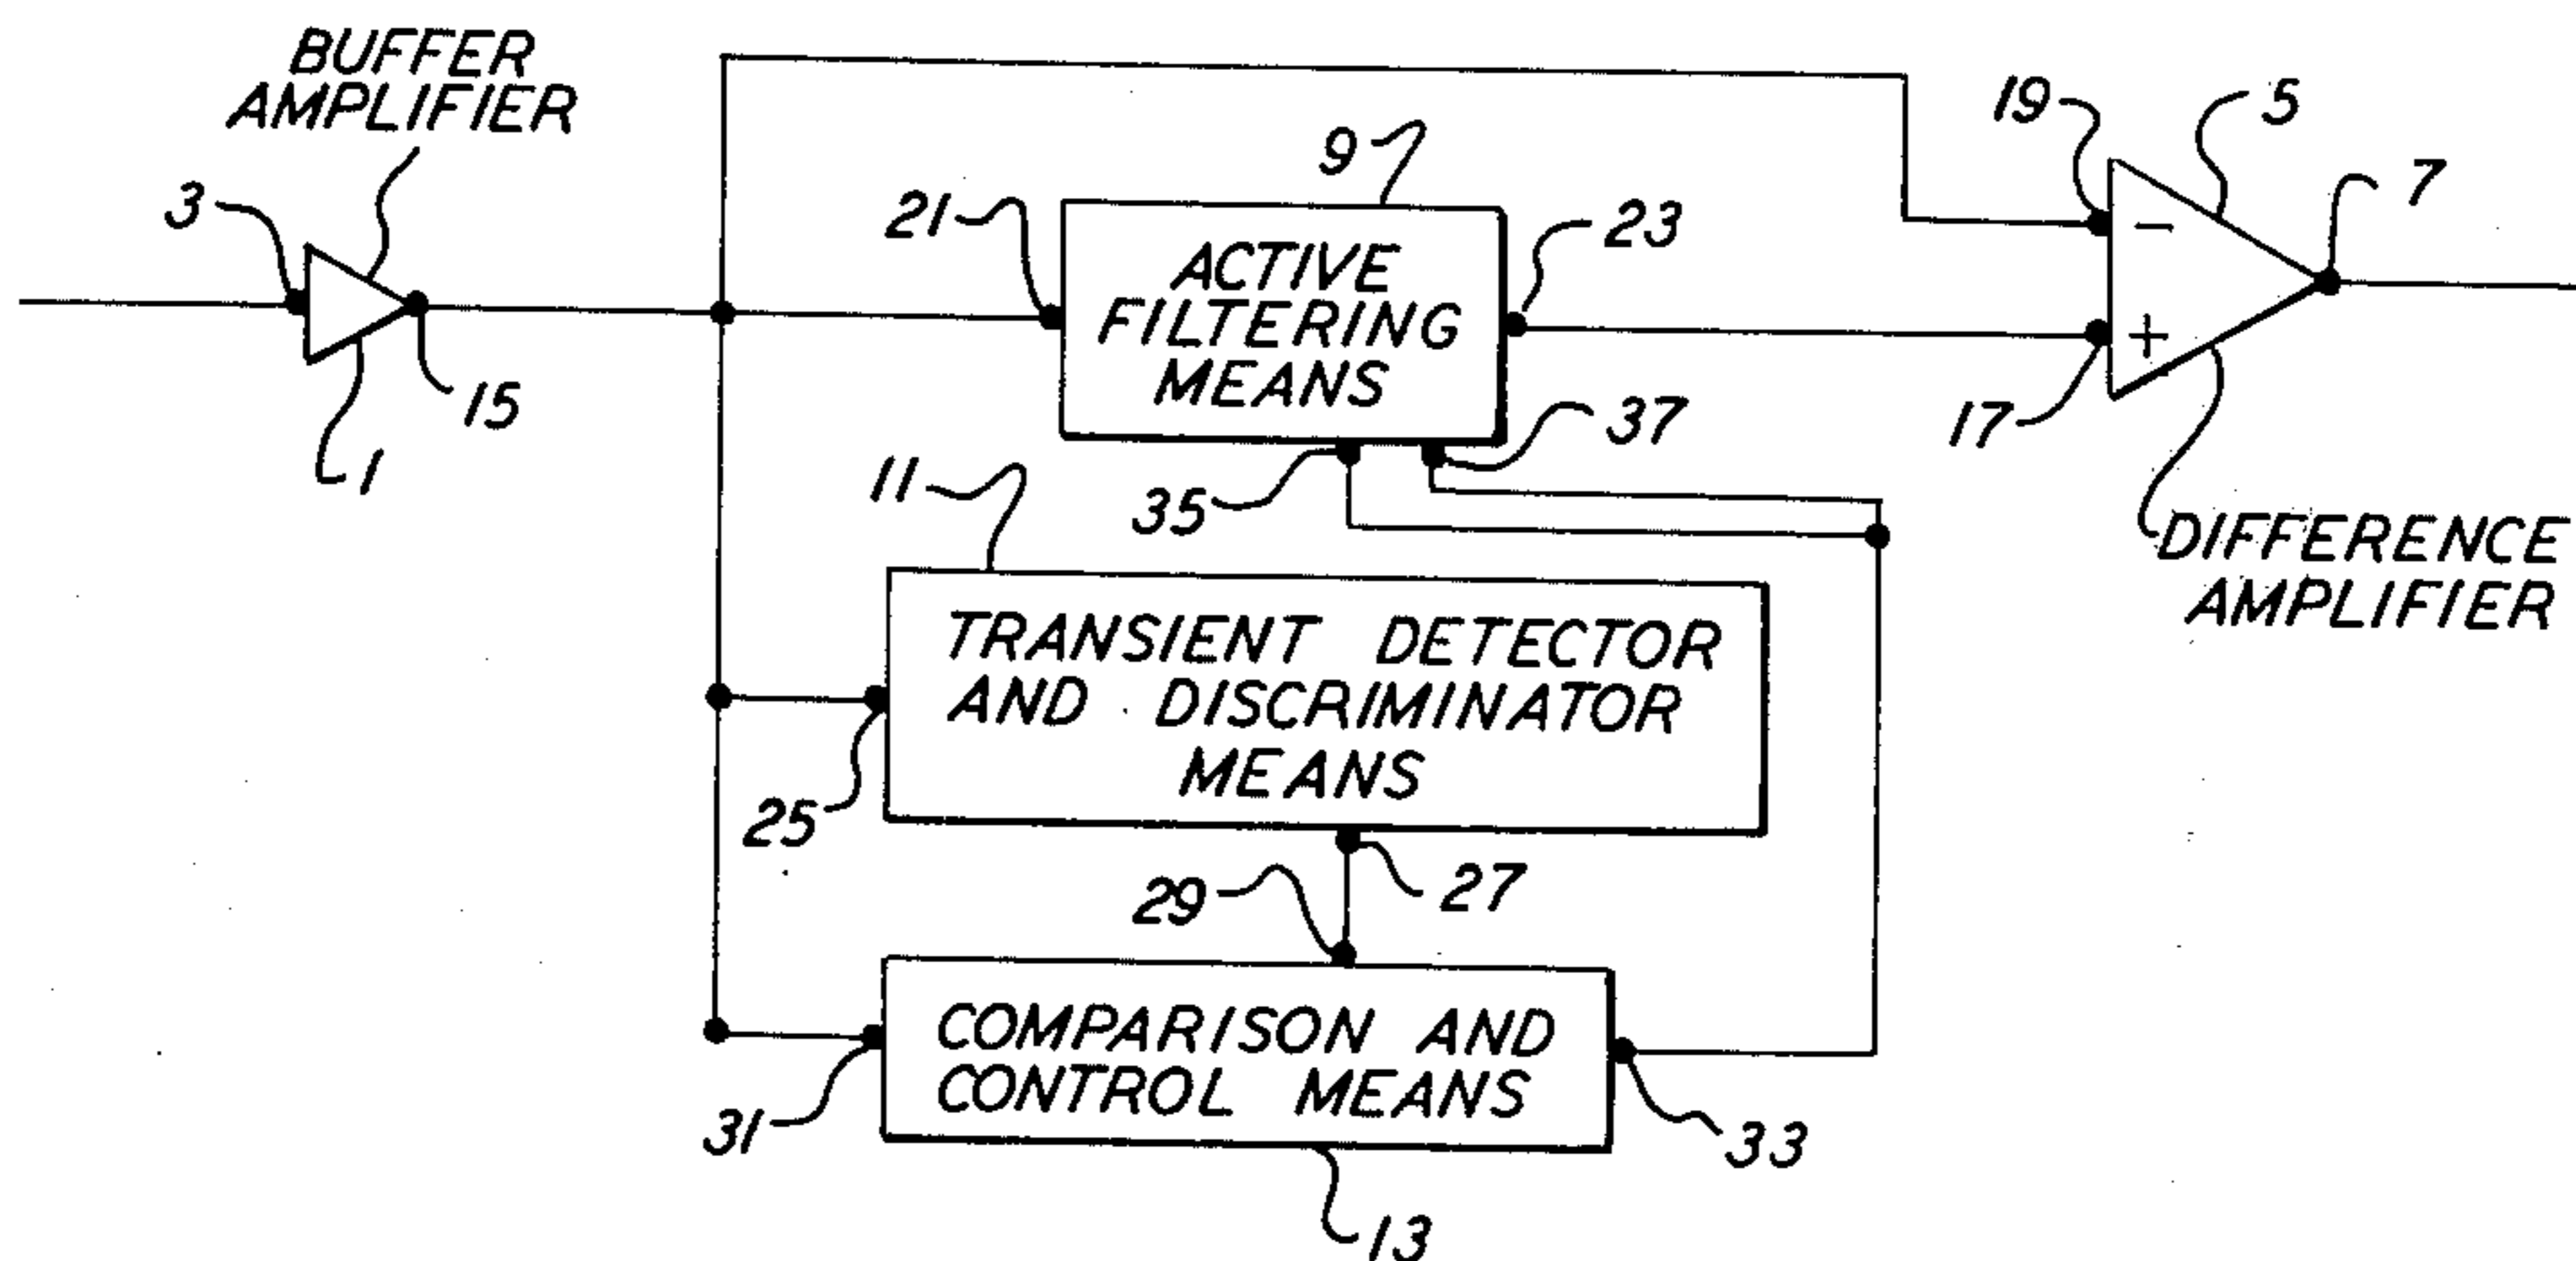 BUFFER
AMPLIFIER
3
1
15
21
9
ACTIVE
FILTERING
MEANS
23
35
37
19
5
7
17
DIFFERENCE
AMPLIFIER
11
TRANSIENT DETECTOR
AND DISCRIMINATOR
MEANS
25
27
29
COMPARISON AND
CONTROL MEANS
31
33
13